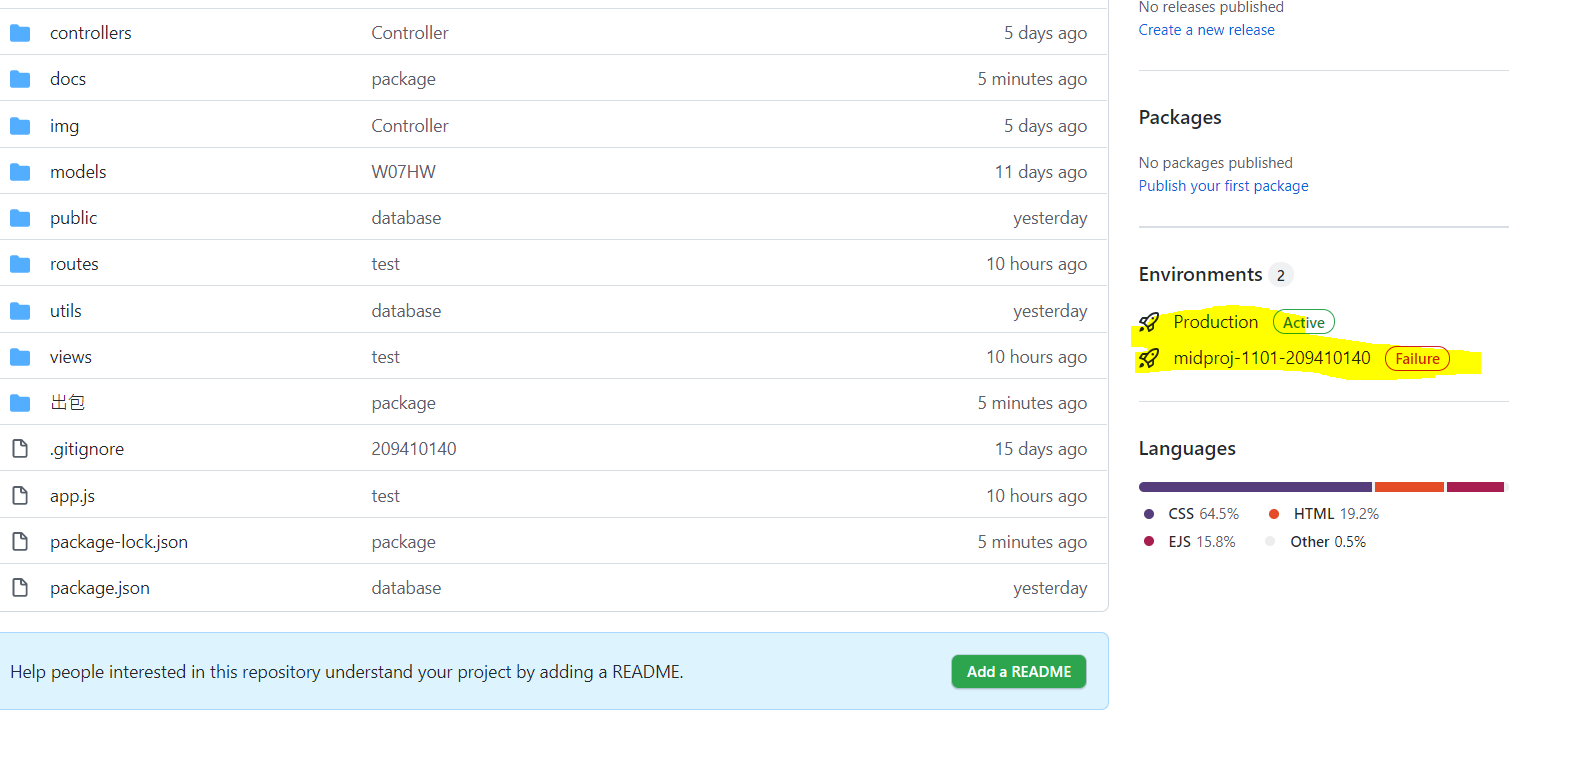 controllers Controller 5 days ago
docs package 5 minutes ago
img Controller 5 days ago
models W07HW 11 days ago
public database yesterday
routes test 10 hours ago
utils database yesterday
views test 10 hours ago
出包 package 5 minutes ago
.gitignore 209410140 15 days ago
app.js test 10 hours ago
package-lock.json package 5 minutes ago
package.json database yesterday
Help people interested in this repository understand your project by adding a README. Add a README
No releases published
Create a new release
Packages
No packages published
Publish your first package
Environments 2
Production Active
midproj-1101-209410140 Failure
Languages
CSS 64.5% HTML 19.2%
EJS 15.8% Other 0.5%